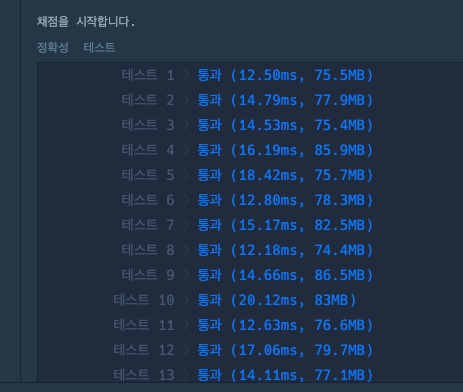 채점을 시작합니다.
정확성 테스트
테스트 1 〉 통과 (12.50ms, 75.5MB)
테스트 2 〉 통과 (14.79ms, 77.9MB)
테스트 3 〉 통과 (14.53ms, 75.4MB)
테스트 4 〉 통과 (16.19ms, 85.9MB)
테스트 5 〉 통과 (18.42ms, 75.7MB)
테스트 6 〉 통과 (12.80ms, 78.3MB)
테스트 7 〉 통과 (15.17ms, 82.5MB)
테스트 8 〉 통과 (12.18ms, 74.4MB)
테스트 9 〉 통과 (14.66ms, 86.5MB)
테스트 10 〉 통과 (20.12ms, 83MB)
테스트 11 〉 통과 (12.63ms, 76.6MB)
테스트 12 〉 통과 (17.06ms, 79.7MB)
테스트 13 〉 통과 (14.11ms, 77.1MB)